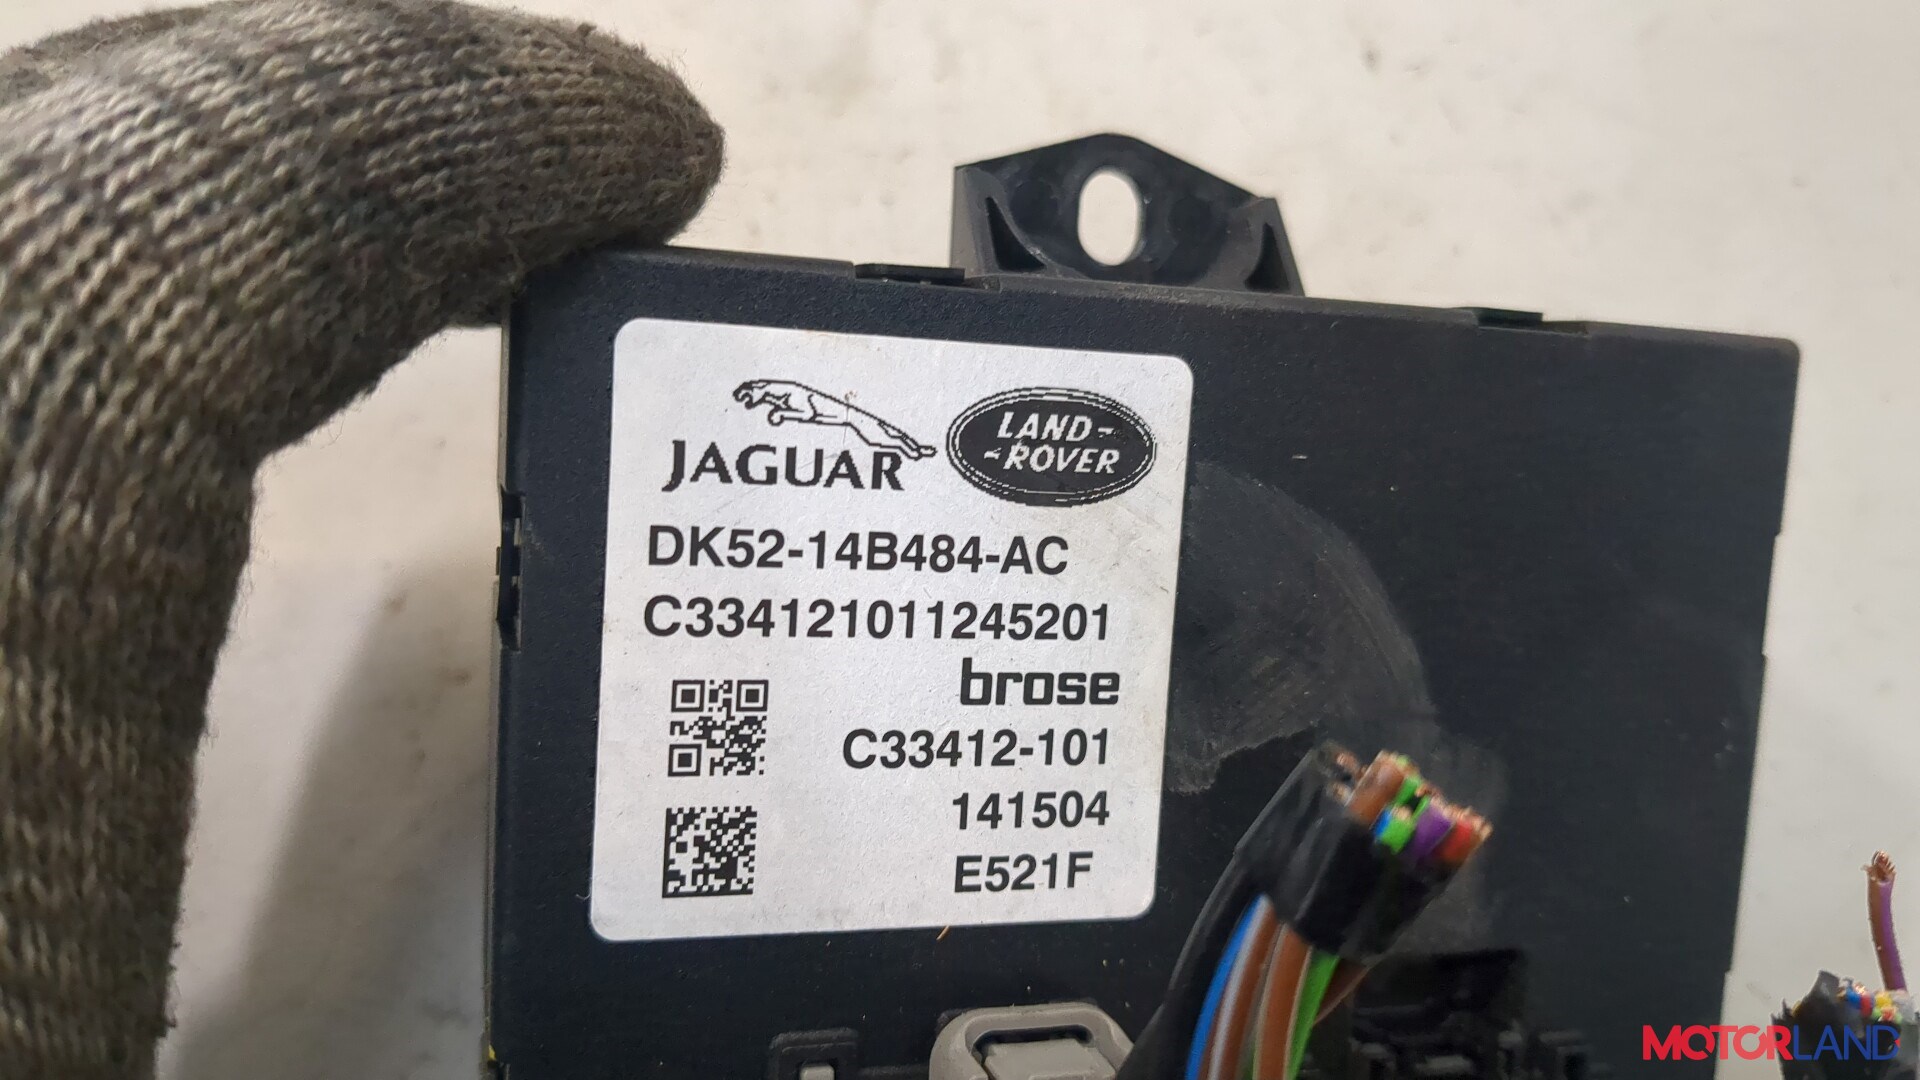 JAGUAR
LAND-
-ROVER
DK52-14B484-AC
C334121011245201
brose
C33412-101
141504
E521F
MOTORLAND